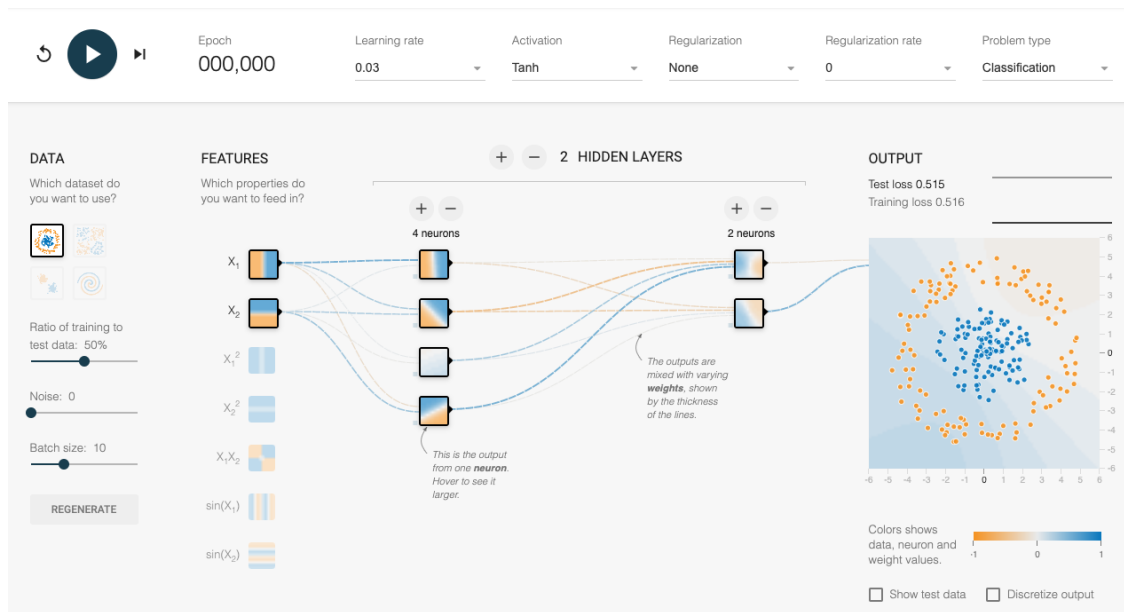 Epoch
000,000
Learning rate
0.03
Activation
Tanh
Regularization
None
Regularization rate
0
Problem type
Classification
DATA
Which dataset do
you want to use?
Ratio of training to
test data: 50%
Noise: 0
Batch size: 10
REGENERATE
FEATURES
Which properties do
you want to feed in?
X₁
X₂
X₁²
X₂²
X₁X₂
sin(X₁)
sin(X₂)
+ − 2 HIDDEN LAYERS
+ −
4 neurons
+ −
2 neurons
This is the output
from one neuron.
Hover to see it
larger.
The outputs are
mixed with varying
weights, shown
by the thickness
of the lines.
OUTPUT
Test loss 0.515
Training loss 0.516
6
5
4
3
2
1
0
-1
-2
-3
-4
-5
-6
-6 -5 -4 -3 -2 -1 0 1 2 3 4 5 6
Colors shows
data, neuron and
weight values.
-1 0 1
Show test data
Discretize output